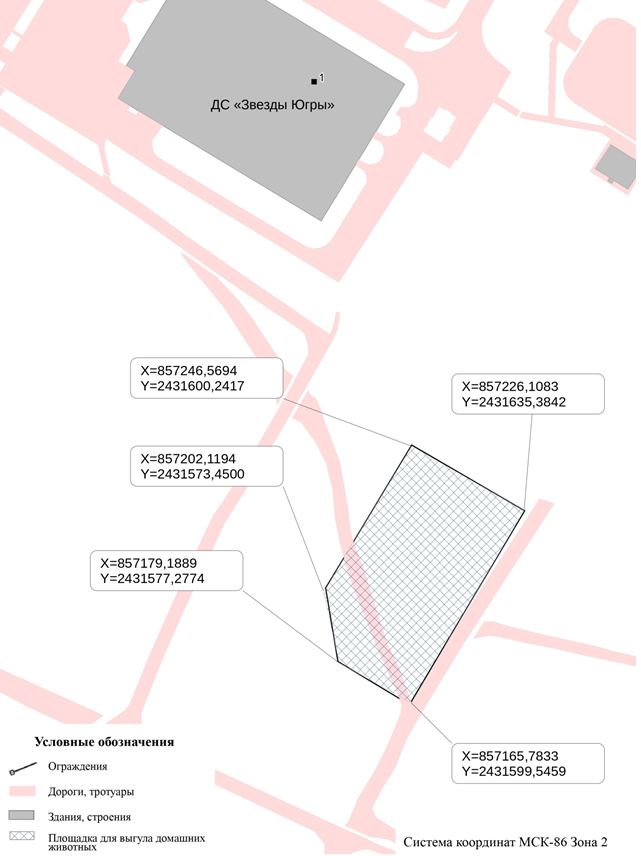 1
ДС «Звезды Югры»
X=857246,5694
Y=2431600,2417
X=857226,1083
Y=2431635,3842
X=857202,1194
Y=2431573,4500
X=857179,1889
Y=2431577,2774
X=857165,7833
Y=2431599,5459
Условные обозначения
Ограждения
Дороги, тротуары
Здания, строения
Площадка для выгула домашних
животных
Система координат МСК-86 Зона 2